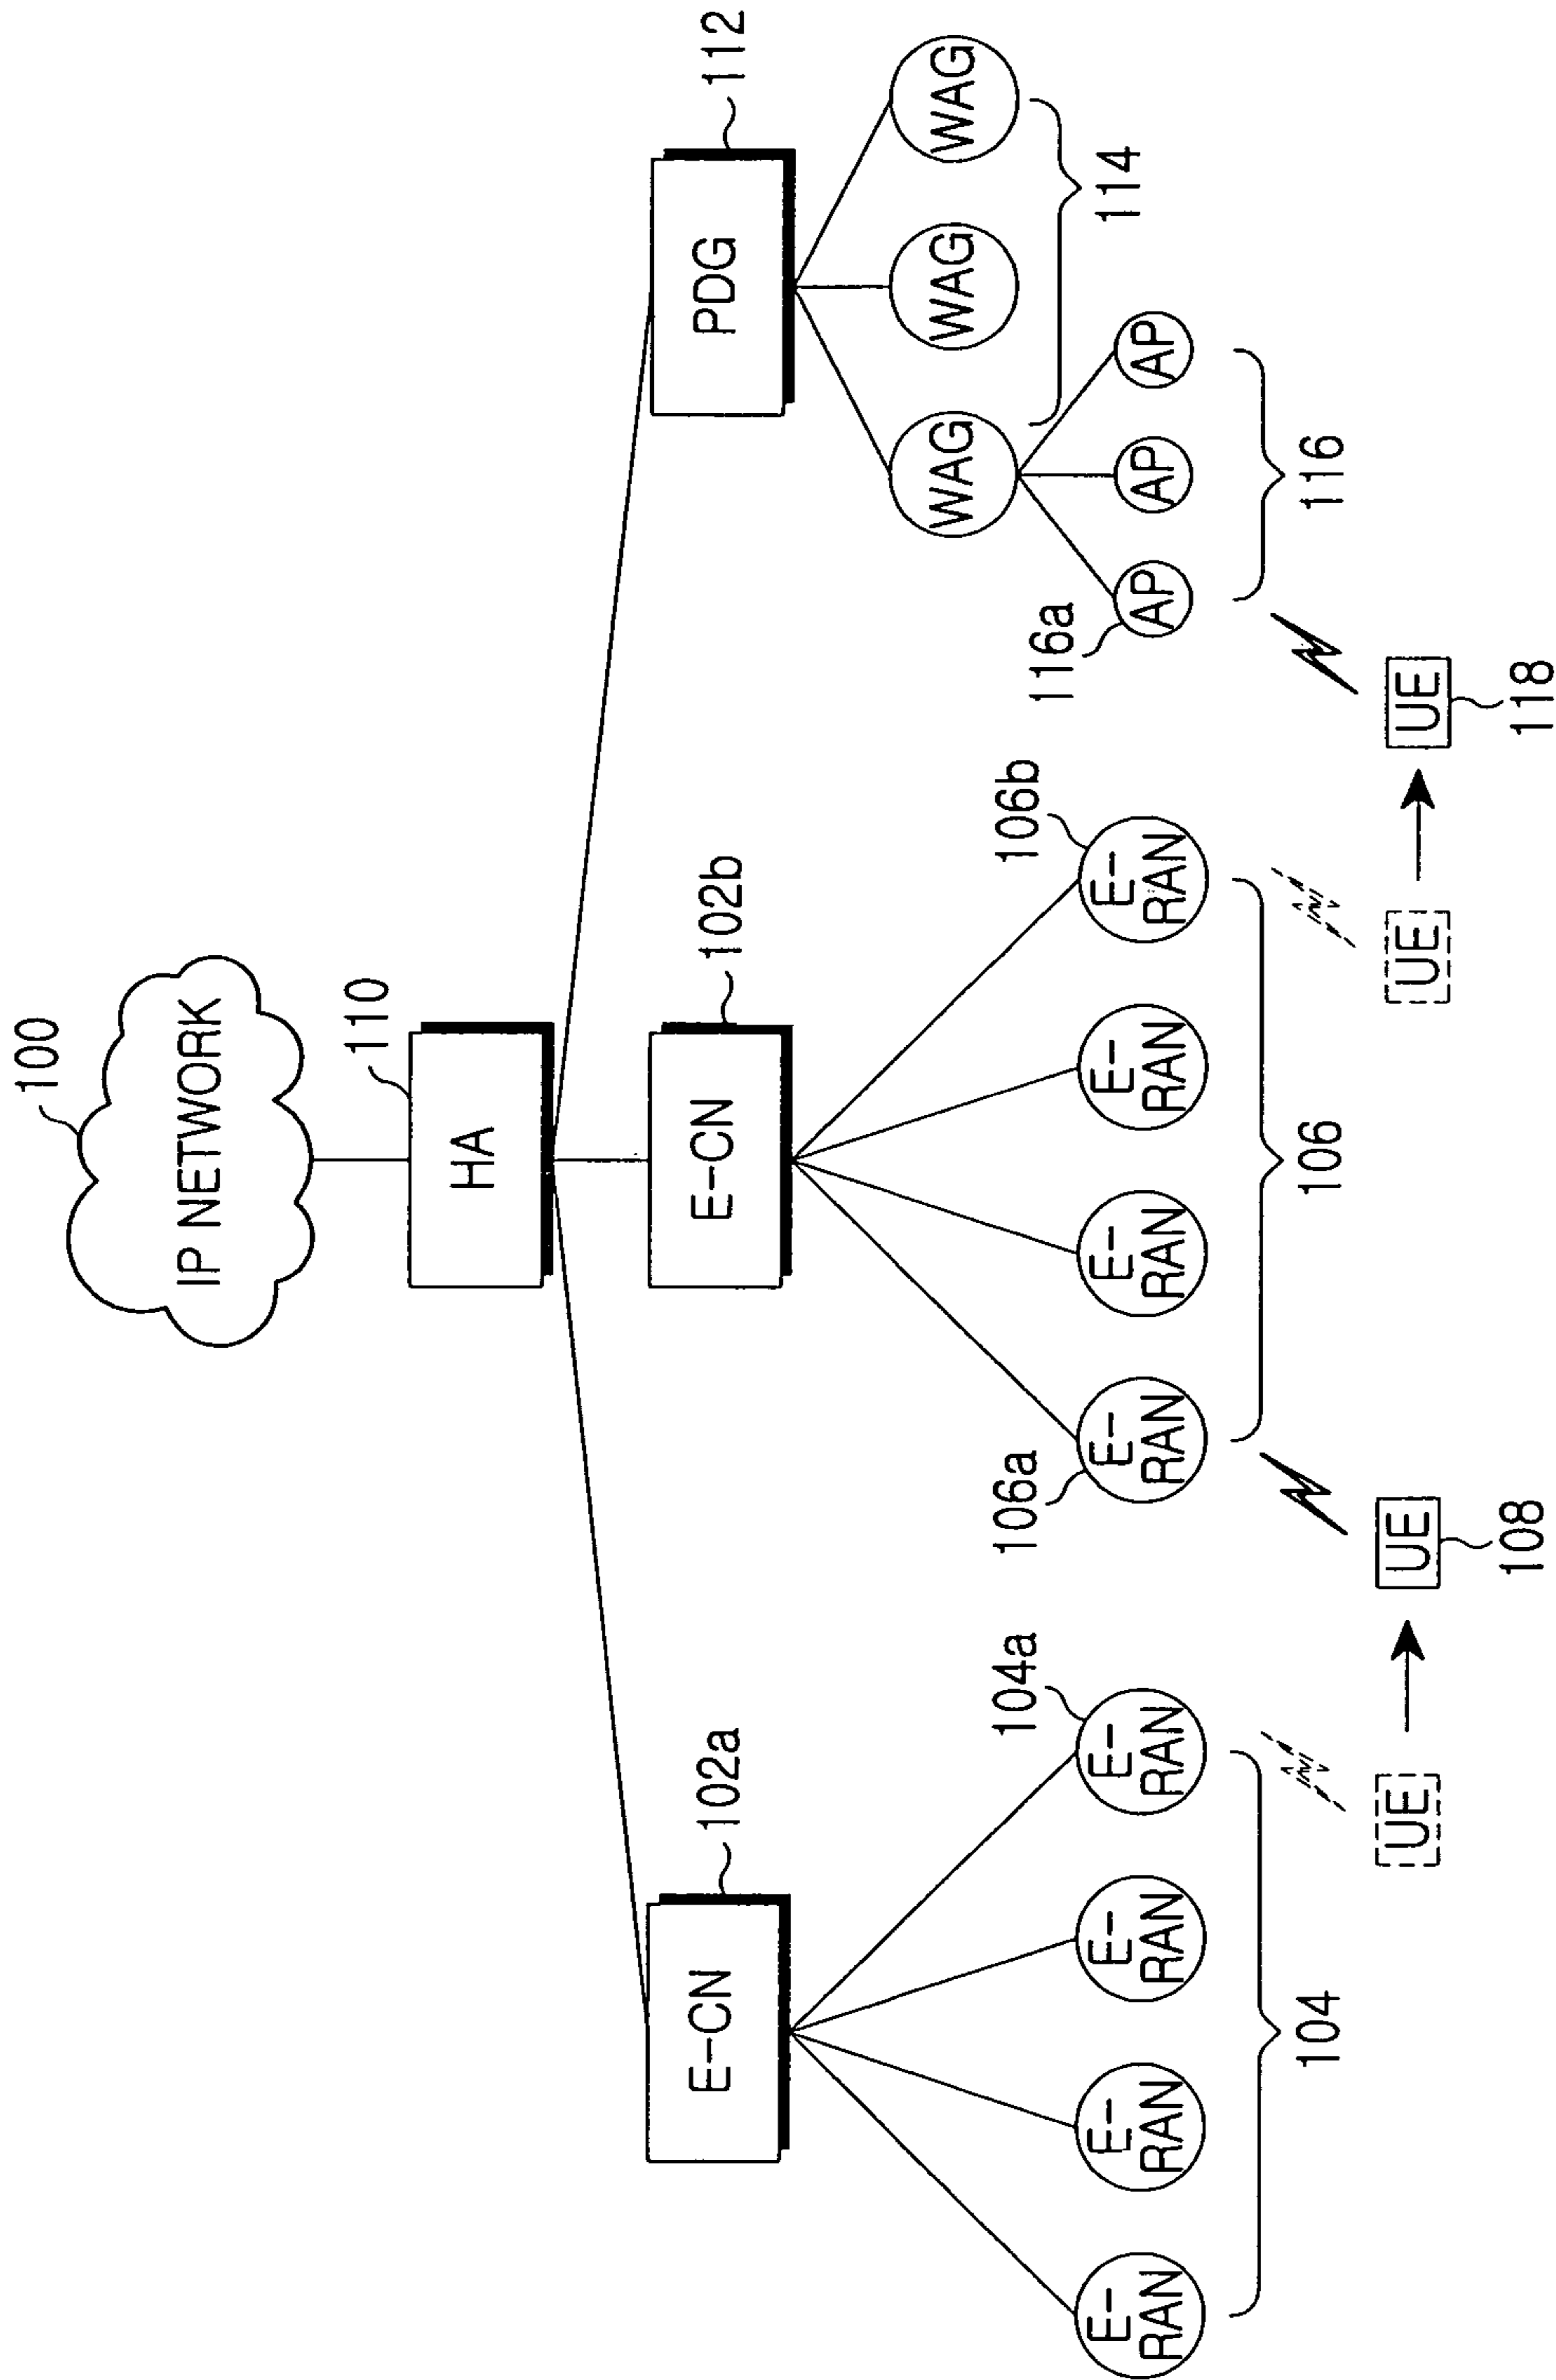 100
IP NETWORK
110
HA
102a
E-CN
102b
E-CN
112
PDG
WAG
WAG
WAG
114
E-
RAN
E-
RAN
E-
RAN
E-
RAN
104a
104
106a
E-
RAN
E-
RAN
E-
RAN
E-
RAN
106b
106
116a
AP
AP
AP
116
UE
UE
108
UE
UE
118